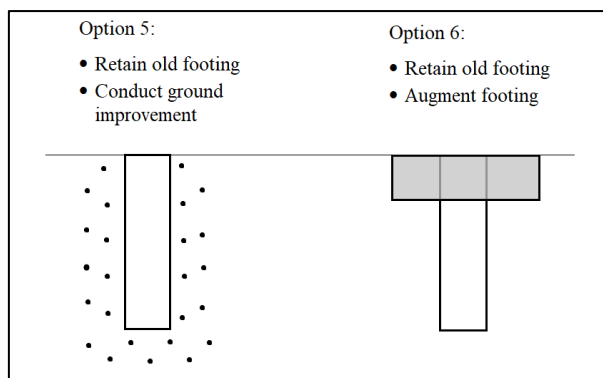 Option 5:
• Retain old footing
• Conduct ground
improvement
Option 6:
• Retain old footing
• Augment footing